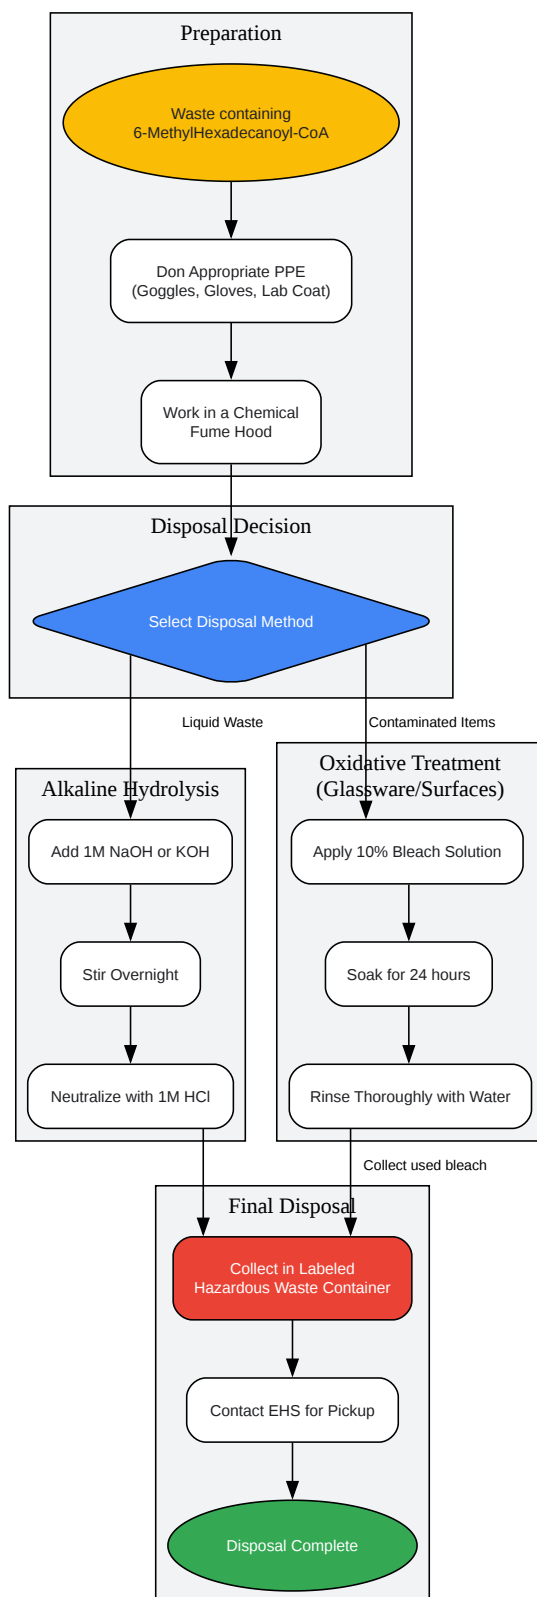 Preparation
Waste containing
6-MethylHexadecanoyl-CoA
Don Appropriate PPE
(Goggles, Gloves, Lab Coat)
Work in a Chemical
Fume Hood
Disposal Decision
Select Disposal Method
Liquid Waste
Contaminated Items
Alkaline Hydrolysis
Add 1M NaOH or KOH
Stir Overnight
Neutralize with 1M HCl
Oxidative Treatment
(Glassware/Surfaces)
Apply 10% Bleach Solution
Soak for 24 hours
Rinse Thoroughly with Water
Collect used bleach
Final Disposal
Collect in Labeled
Hazardous Waste Container
Contact EHS for Pickup
Disposal Complete